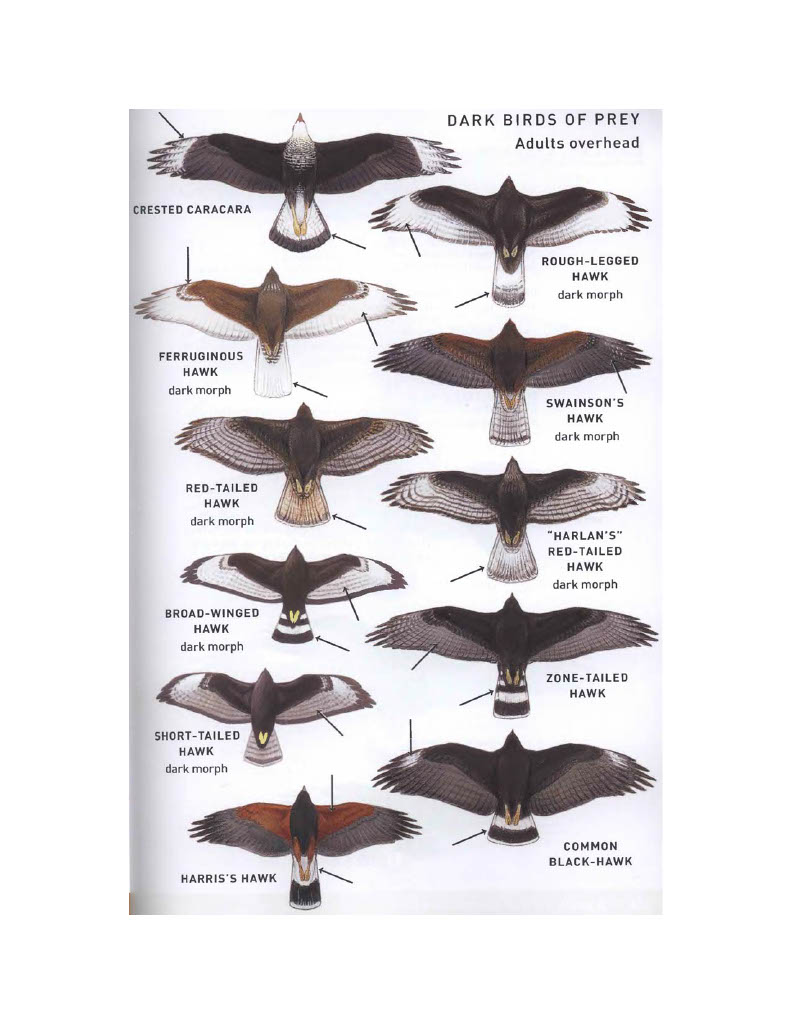 DARK BIRDS OF PREY
Adults overhead
CRESTED CARACARA
ROUGH-LEGGED
HAWK
dark morph
FERRUGINOUS
HAWK
dark morph
SWAINSON'S
HAWK
dark morph
RED-TAILED
HAWK
dark morph
"HARLAN'S"
RED-TAILED
HAWK
dark morph
BROAD-WINGED
HAWK
dark morph
ZONE-TAILED
HAWK
SHORT-TAILED
HAWK
dark morph
COMMON
BLACK-HAWK
HARRIS'S HAWK